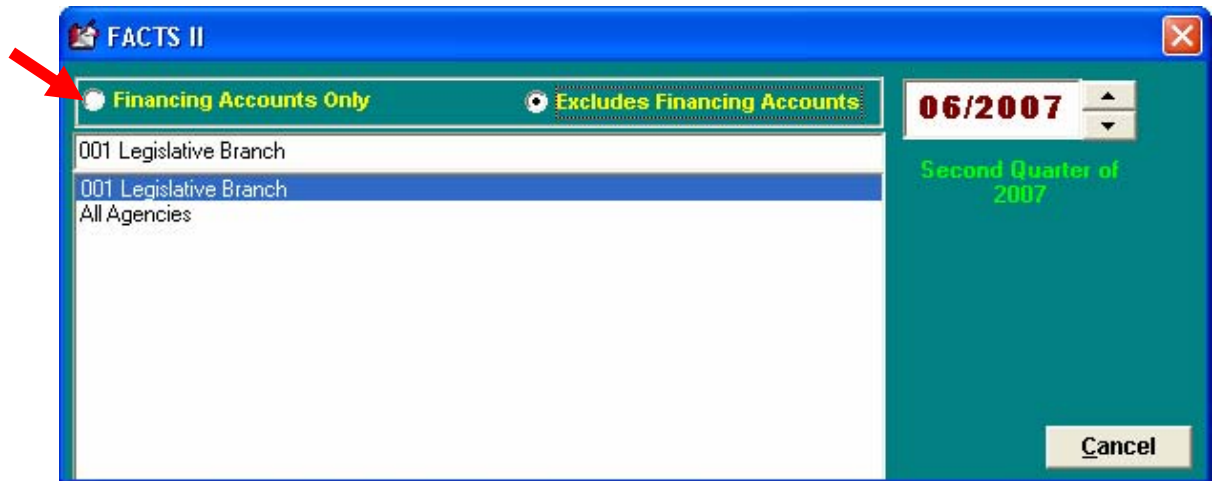 FACTS II
Financing Accounts Only
Excludes Financing Accounts
06/2007
001 Legislative Branch
Second Quarter of
2007
001 Legislative Branch
All Agencies
Cancel